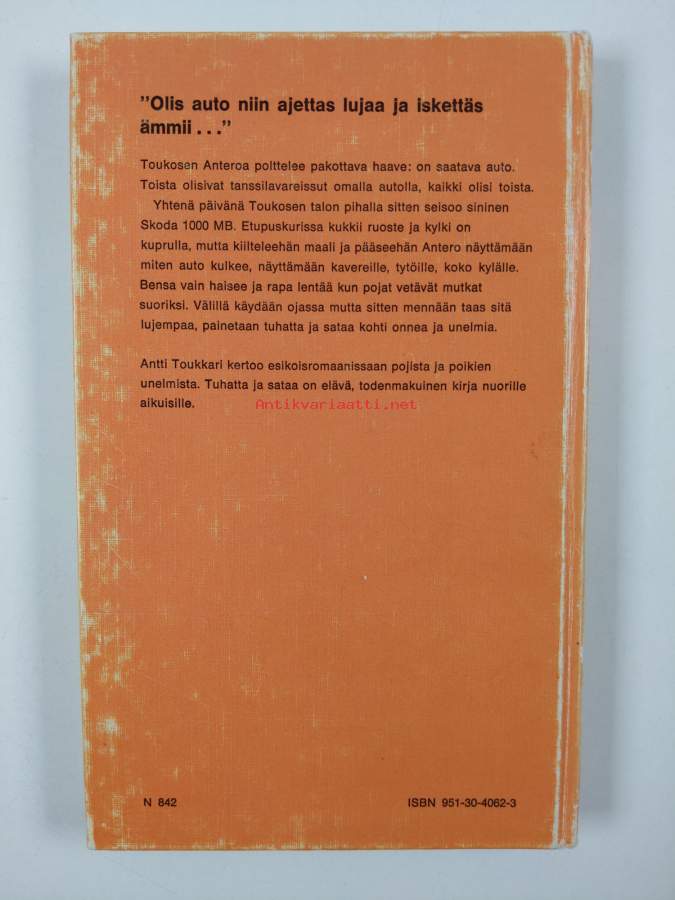 "Olis auto niin ajettas lujaa ja iskettäs
ämmii..."
Toukosen Anteroa polttelee pakottava haave: on saatava auto.
Toista olisivat tanssilavareissut omalla autolla, kaikki olisi toista.
Yhtenä päivänä Toukosen talon pihalla sitten seisoo sininen
Skoda 1000 MB. Etupuskurissa kukkii ruoste ja kylki on
kuprulla, mutta kiilteleehän maali ja pääseehän Antero näyttämään
miten auto kulkee, näyttämään kavereille, tytöille, koko kylälle.
Bensa vain haisee ja rapa lentää kun pojat vetävät mutkat
suoriksi. Välillä käydään ojassa mutta sitten mennään taas sitä
lujempaa, painetaan tuhatta ja sataa kohti onnea ja unelmia.
Antti Toukkari kertoo esikoisromaanissaan pojista ja poikien
unelmista. Tuhatta ja sataa on elävä, todenmakuinen kirja nuorille
aikuisille.
Antikvariaatti.net
N 842
ISBN 951-30-4062-3